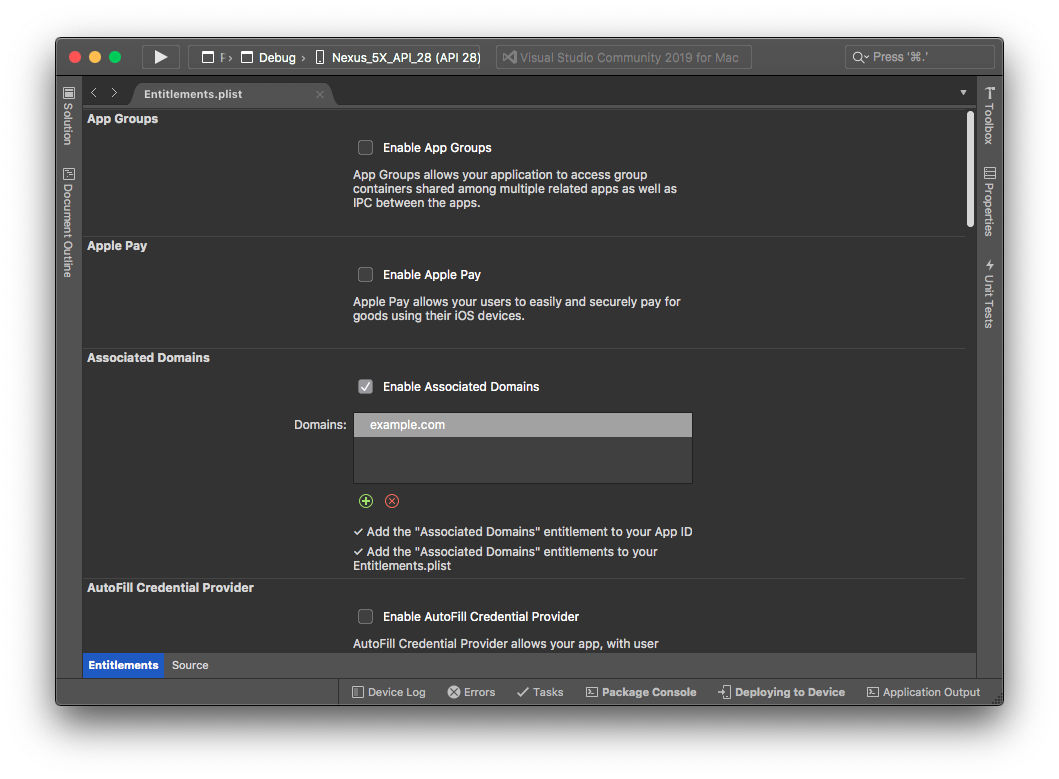 F› Debug › Nexus_5X_API_28 (API 28)
Visual Studio Community 2019 for Mac
Press '⌘.'
Solution
Document Outline
Entitlements.plist
App Groups
Enable App Groups
App Groups allows your application to access group
containers shared among multiple related apps as well as
IPC between the apps.
Apple Pay
Enable Apple Pay
Apple Pay allows your users to easily and securely pay for
goods using their iOS devices.
Associated Domains
Enable Associated Domains
Domains:
example.com
✓ Add the "Associated Domains" entitlement to your App ID
✓ Add the "Associated Domains" entitlements to your
Entitlements.plist
AutoFill Credential Provider
Enable AutoFill Credential Provider
AutoFill Credential Provider allows your app, with user
Entitlements
Source
Toolbox
Properties
Unit Tests
Device Log
Errors
Tasks
Package Console
Deploying to Device
Application Output